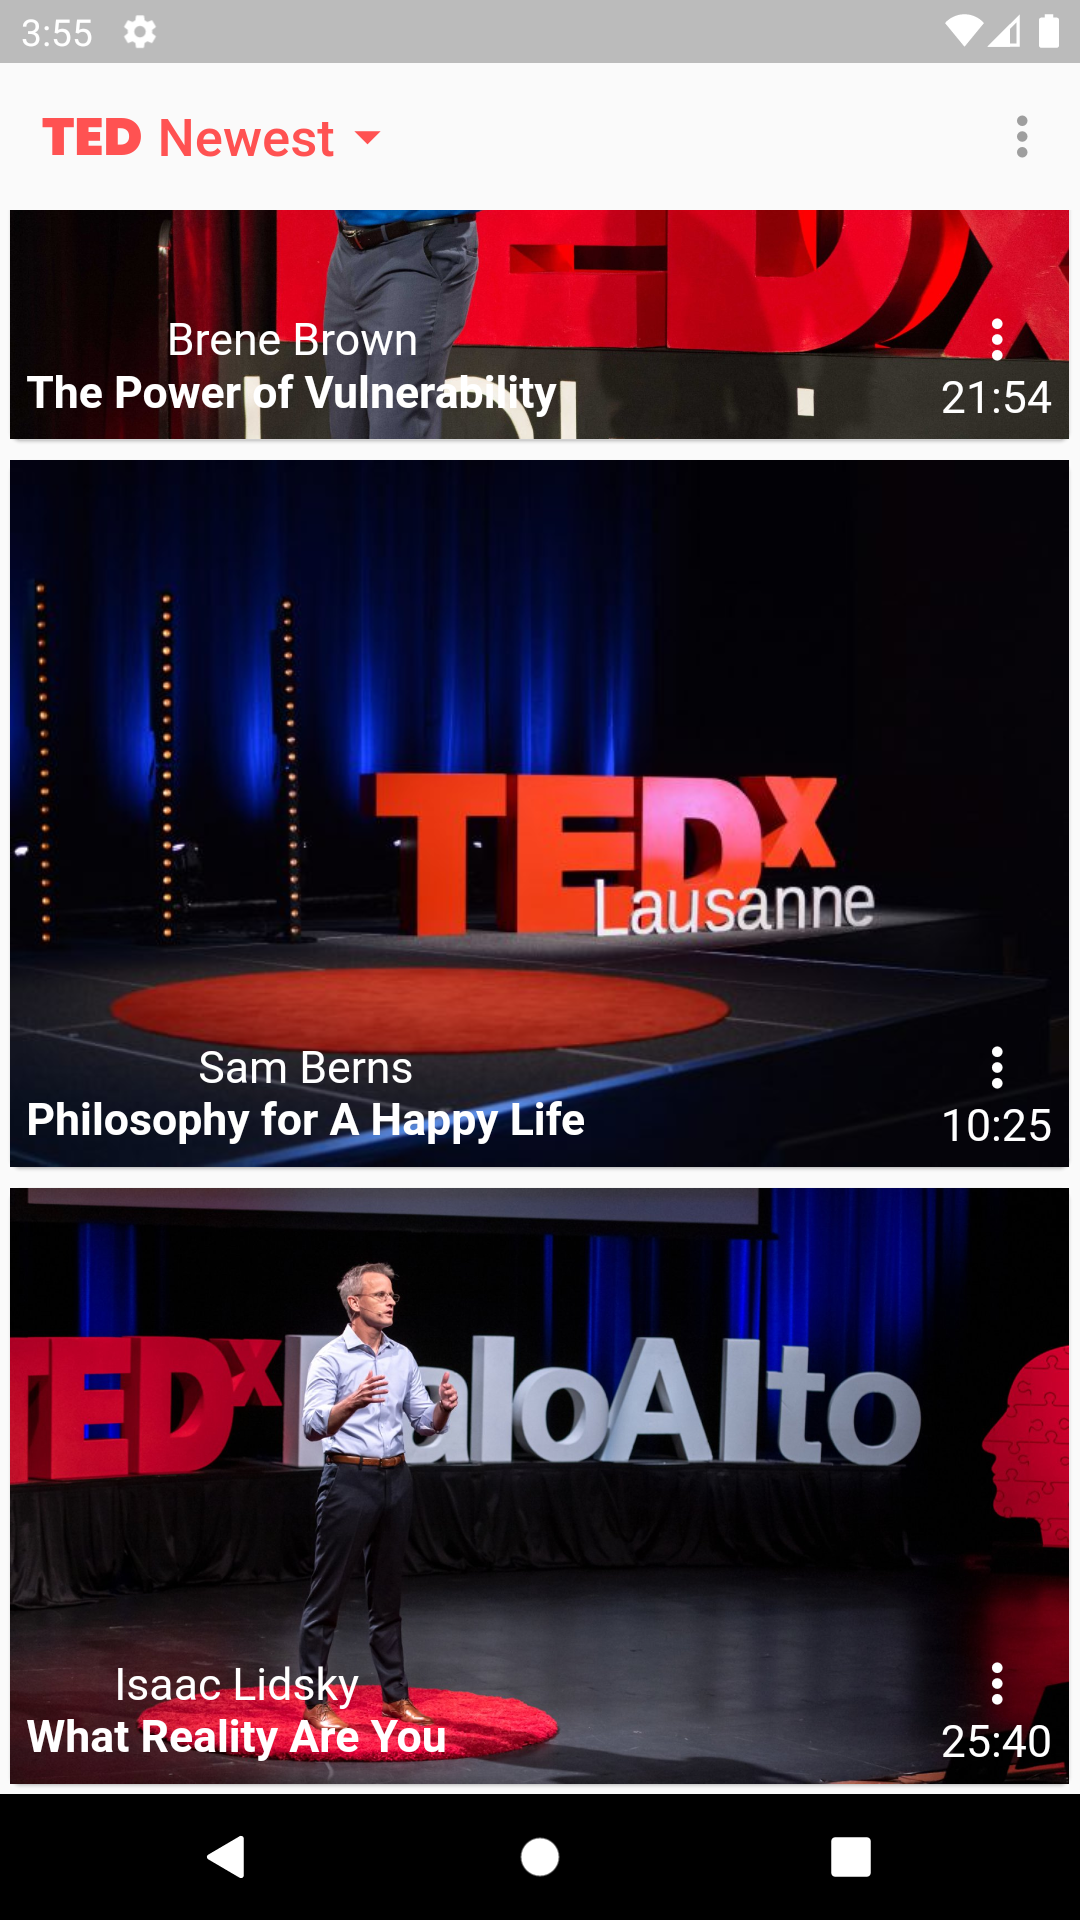 3:55
TED Newest
TEDx
Brene Brown
The Power of Vulnerability
21:54
TEDx
Lausanne
Sam Berns
Philosophy for A Happy Life
10:25
TEDx PaloAlto
Isaac Lidsky
What Reality Are You
25:40